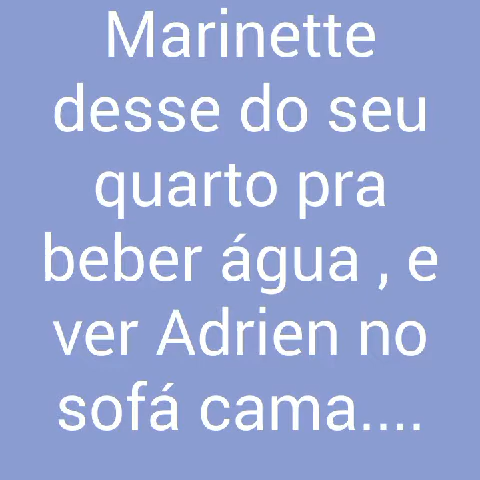 Marinette
desse do seu
quarto pra
beber água , e
ver Adrien no
sofá cama....